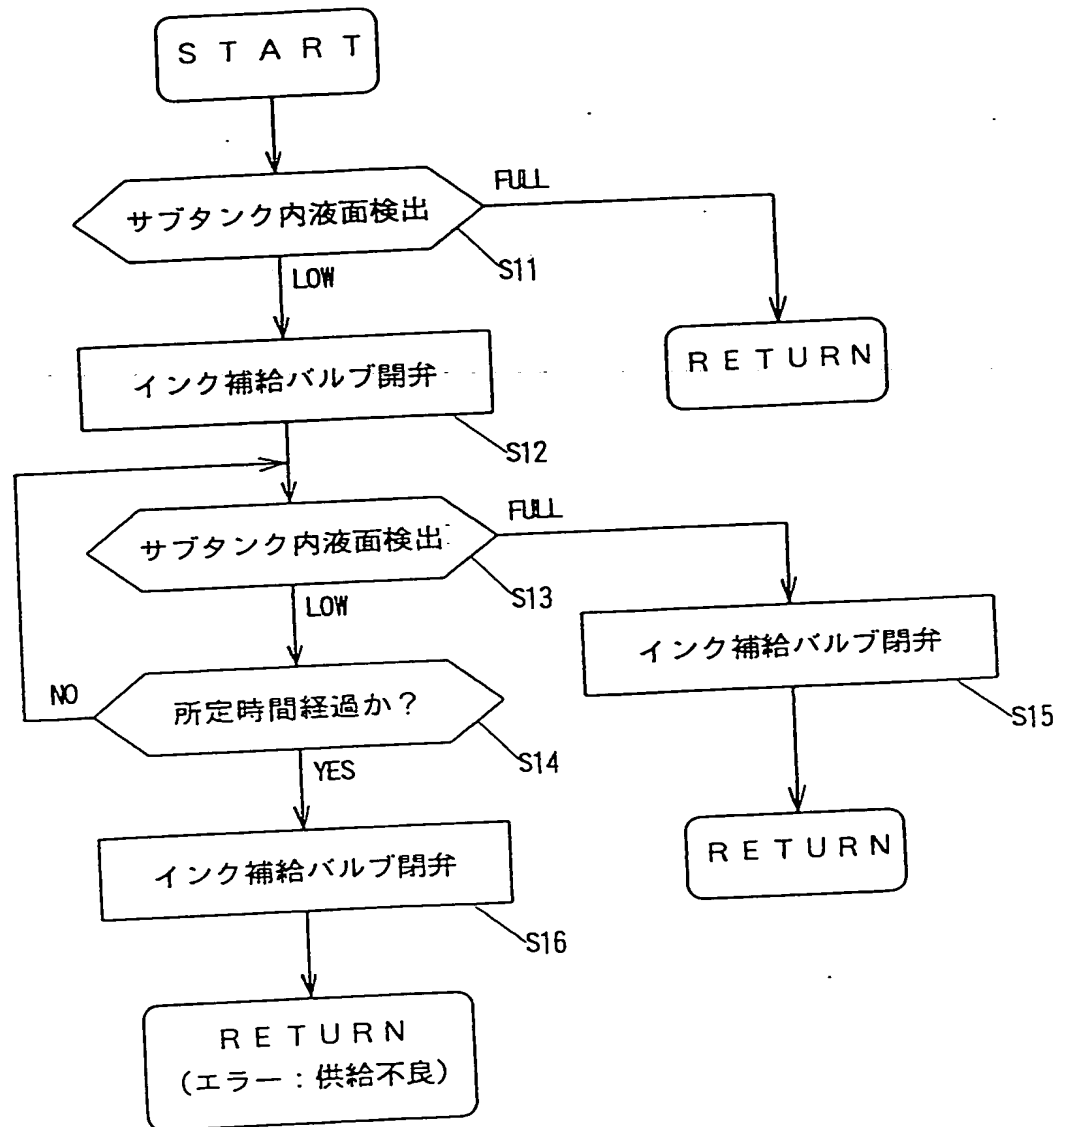 ＳＴＡＲＴ
サブタンク内液面検出
FULL
S11
LOW
ＲＥＴＵＲＮ
インク補給バルブ開弁
S12
サブタンク内液面検出
FULL
S13
LOW
インク補給バルブ閉弁
S15
所定時間経過か？
NO
S14
YES
ＲＥＴＵＲＮ
インク補給バルブ閉弁
S16
ＲＥＴＵＲＮ
(エラー：供給不良)